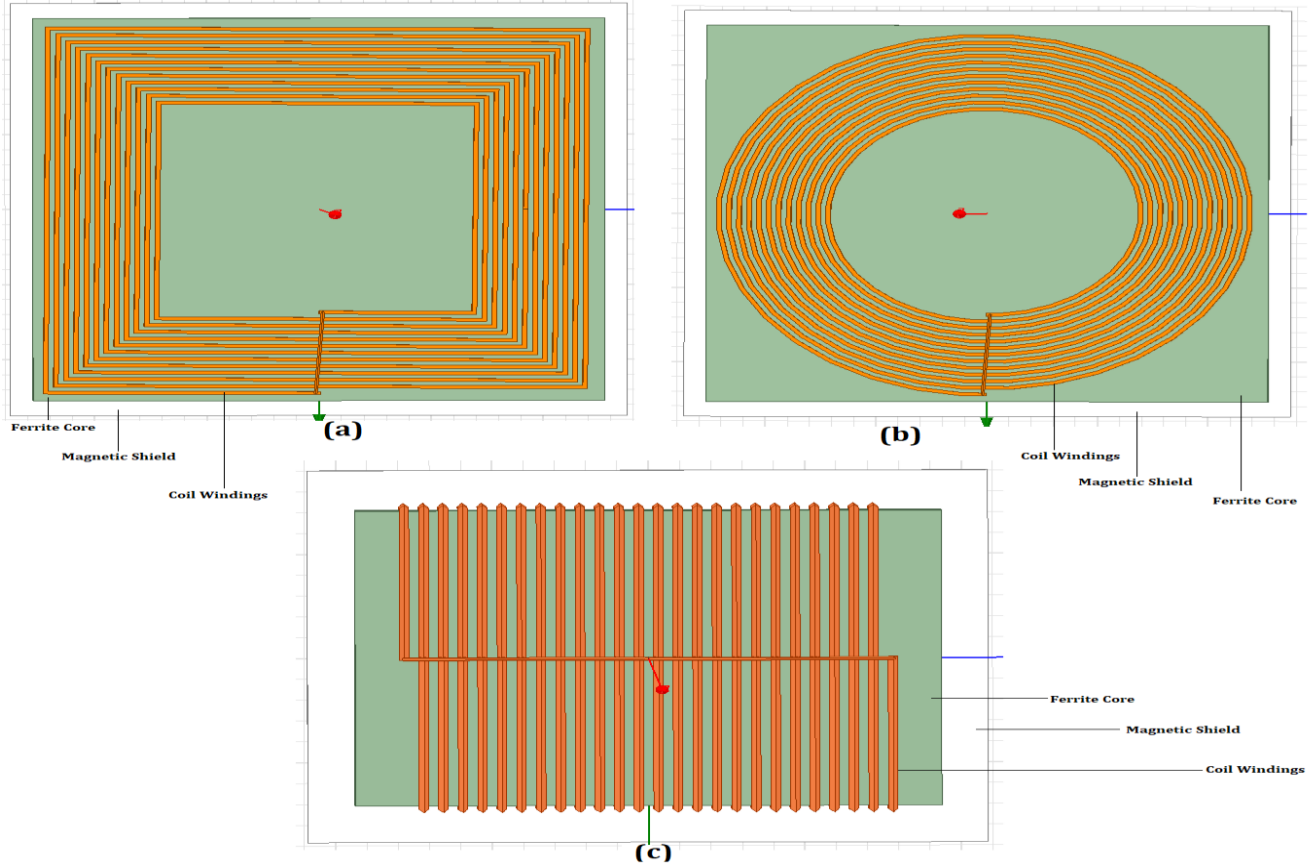 Ferrite Core
Magnetic Shield
Coil Windings
(a)
(b)
Coil Windings
Magnetic Shield
Ferrite Core
Ferrite Core
Magnetic Shield
Coil Windings
(c)